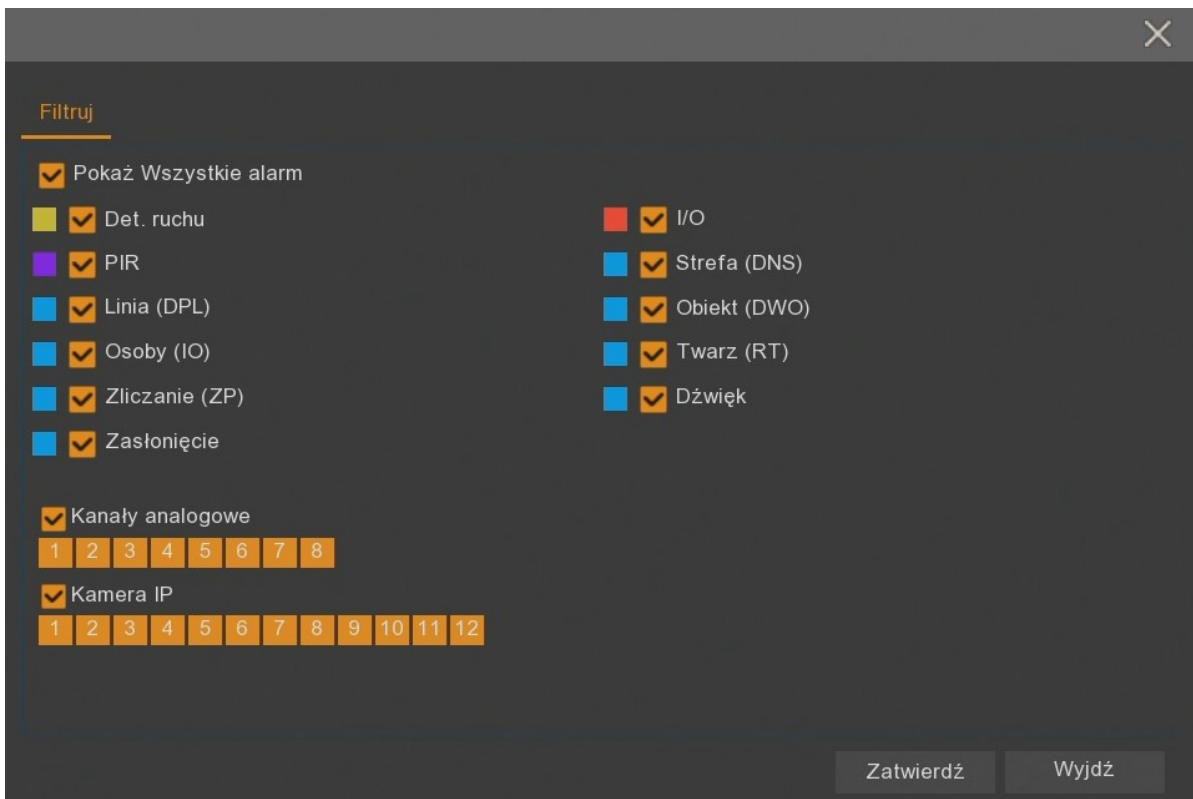 Filtruj
Pokaż Wszystkie alarm
Det. ruchu
I/O
PIR
Strefa (DNS)
Linia (DPL)
Obiekt (DWO)
Osoby (IO)
Twarz (RT)
Zliczanie (ZP)
Dźwięk
Zasłonięcie
Kanały analogowe
1 2 3 4 5 6 7 8
Kamera IP
1 2 3 4 5 6 7 8 9 10 11 12
Zatwierdź Wyjdź